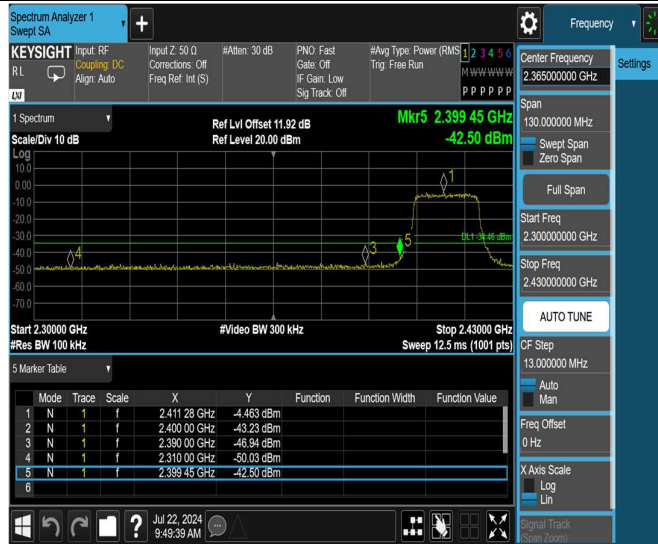 Spectrum Analyzer 1
Swept SA
Frequency
KEYSIGHT
RL
LXI
Input: RF
Coupling: DC
Align: Auto
Input Z: 50 Ω
Corrections: Off
Freq Ref: Int (S)
#Atten: 30 dB
PNO: Fast
Gate: Off
IF Gain: Low
Sig Track: Off
#Avg Type: Power (RMS
Trig: Free Run
1 2 3 4 5 6
M W W W W W
P P P P P P
Center Frequency
2.365000000 GHz
Settings
Span
130.000000 MHz
Swept Span
Zero Span
Full Span
Start Freq
2.300000000 GHz
Stop Freq
2.430000000 GHz
AUTO TUNE
CF Step
13.000000 MHz
Auto
Man
Freq Offset
0 Hz
X Axis Scale
Log
Lin
Signal Track
(Span Zoom)
1 Spectrum
Scale/Div 10 dB
Ref Lvl Offset 11.92 dB
Ref Level 20.00 dBm
Mkr5 2.399 45 GHz
-42.50 dBm
Log
10.0
0.00
-10.0
-20.0
-30.0
-40.0
-50.0
-60.0
-70.0
1
3
4
5
DL1 -34.46 dBm
Start 2.30000 GHz
#Video BW 300 kHz
Stop 2.43000 GHz
#Res BW 100 kHz
Sweep 12.5 ms (1001 pts)
5 Marker Table
Mode Trace Scale X Y Function Function Width Function Value
1 N 1 f 2.411 28 GHz -4.463 dBm
2 N 1 f 2.400 00 GHz -43.23 dBm
3 N 1 f 2.390 00 GHz -46.94 dBm
4 N 1 f 2.310 00 GHz -50.03 dBm
5 N 1 f 2.399 45 GHz -42.50 dBm
6
Jul 22, 2024
9:49:39 AM